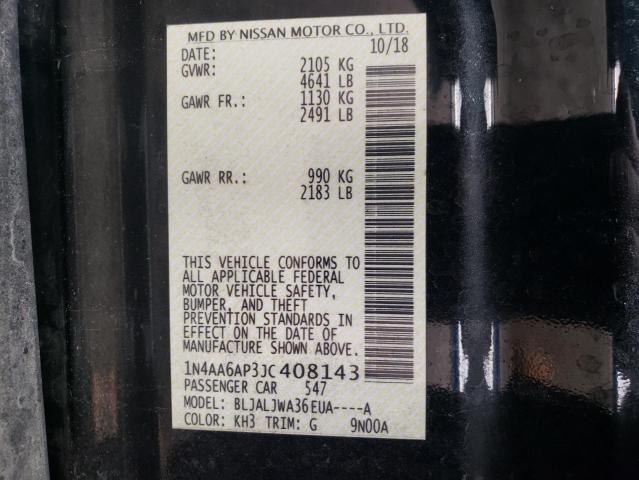 MFD BY NISSAN MOTOR CO., LTD.
DATE: 10/18
GVWR: 2105 KG
4641 LB
GAWR FR.: 1130 KG
2491 LB
GAWR RR.: 990 KG
2183 LB
THIS VEHICLE CONFORMS TO
ALL APPLICABLE FEDERAL
MOTOR VEHICLE SAFETY,
BUMPER, AND THEFT
PREVENTION STANDARDS IN
EFFECT ON THE DATE OF
MANUFACTURE SHOWN ABOVE.
1N4AA6AP3JC408143
PASSENGER CAR 547
MODEL: BLJALJWA36EUA----A
COLOR: KH3 TRIM: G 9N00A